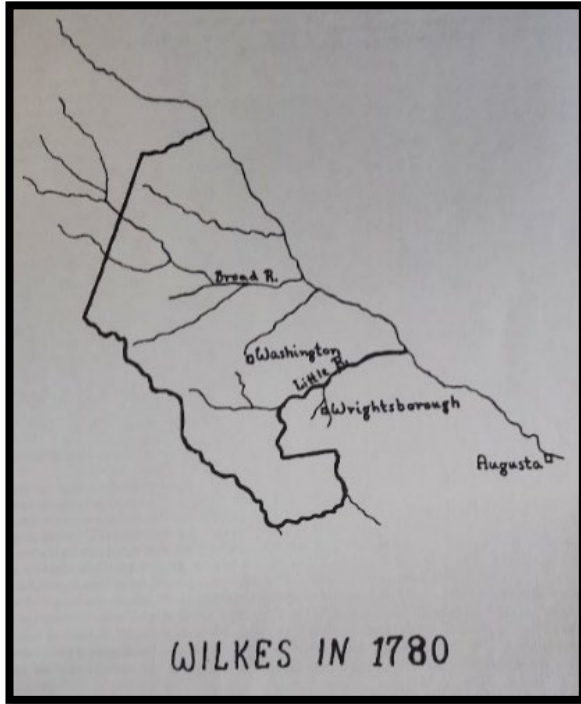 Broad R.
Washington
Little R.
Wrightsborough
Augusta
WILKES IN 1780